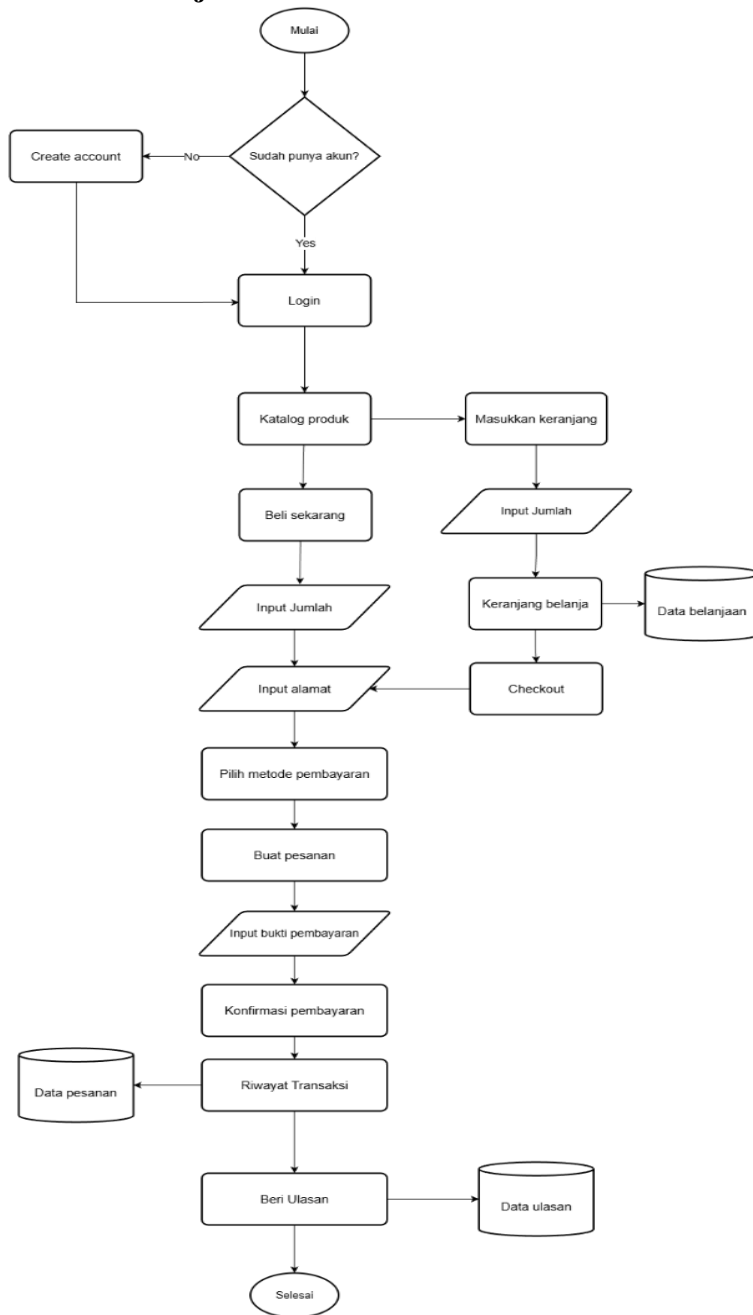 Mulai
Sudah punya akun?
No
Create account
Yes
Login
Katalog produk
Masukkan keranjang
Beli sekarang
Input Jumlah
Input Jumlah
Keranjang belanja
Data belanjaan
Input alamat
Checkout
Pilih metode pembayaran
Buat pesanan
Input bukti pembayaran
Konfirmasi pembayaran
Riwayat Transaksi
Data pesanan
Beri Ulasan
Data ulasan
Selesai